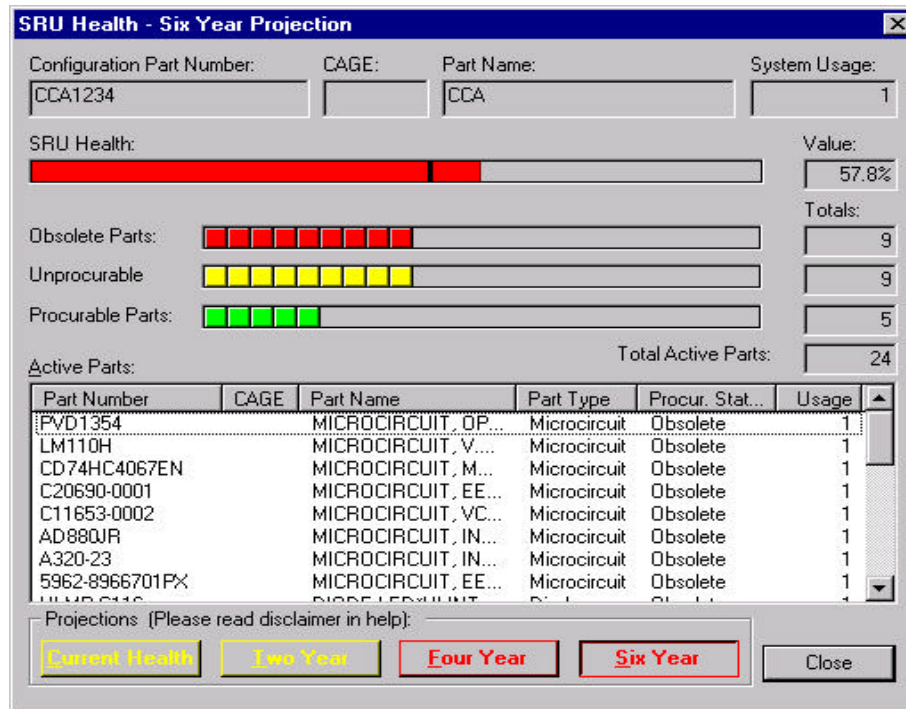 SRU Health - Six Year Projection
Configuration Part Number: CAGE: Part Name: System Usage:
CCA1234 CCA 1
SRU Health: Value:
57.8%
Totals:
Obsolete Parts: 9
Unprocurable 9
Procurable Parts: 5
Total Active Parts: 24
Active Parts:
Part Number CAGE Part Name Part Type Procur. Stat... Usage
PVD1354 MICROCIRCUIT, OP... Microcircuit Obsolete 1
LM110H MICROCIRCUIT, V.... Microcircuit Obsolete 1
CD74HC4067EN MICROCIRCUIT, M... Microcircuit Obsolete 1
C20690-0001 MICROCIRCUIT, EE... Microcircuit Obsolete 1
C11653-0002 MICROCIRCUIT, VC... Microcircuit Obsolete 1
AD880JR MICROCIRCUIT, IN... Microcircuit Obsolete 1
A320-23 MICROCIRCUIT, IN... Microcircuit Obsolete 1
5962-8966701PX MICROCIRCUIT, EE... Microcircuit Obsolete 1
Projections (Please read disclaimer in help):
Current Health Two Year Four Year Six Year Close